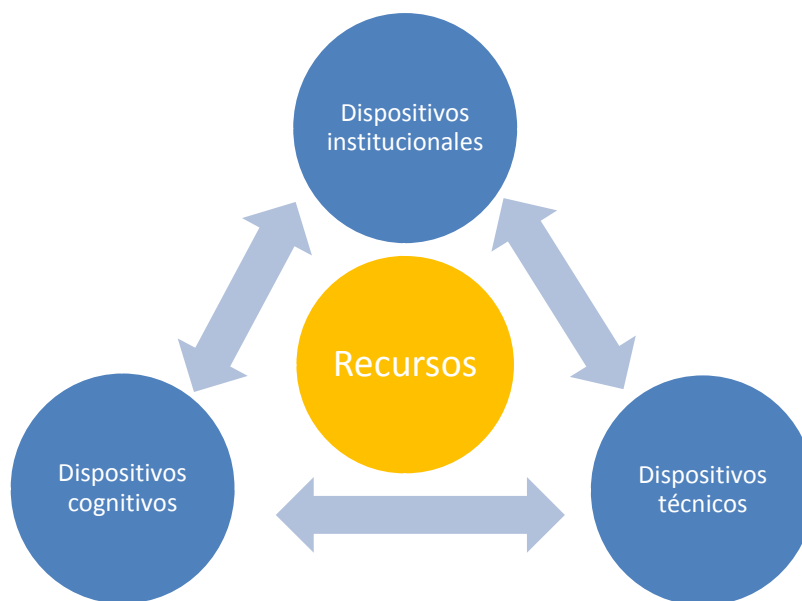 Dispositivos
institucionales
Recursos
Dispositivos
cognitivos
Dispositivos
técnicos